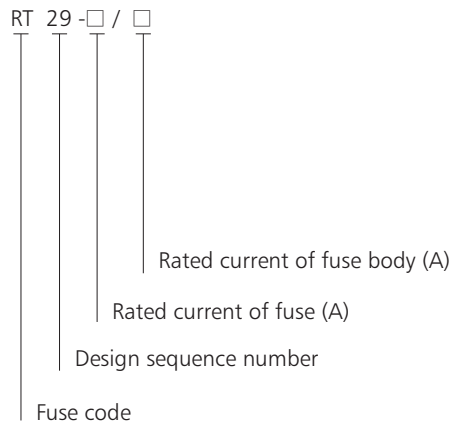 RT 29 -□ / □
Rated current of fuse body (A)
Rated current of fuse (A)
Design sequence number
Fuse code